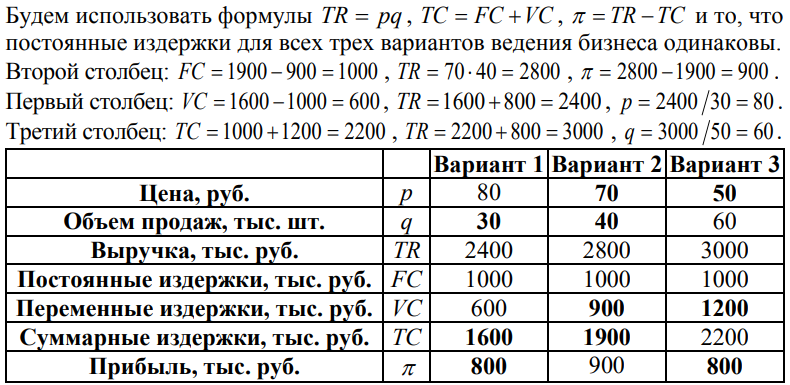 Будем использовать формулы TR = pq , TC = FC + VC , π = TR − TC и то, что
постоянные издержки для всех трех вариантов ведения бизнеса одинаковы.
Второй столбец: FC = 1900 − 900 = 1000 , TR = 70 · 40 = 2800 , π = 2800 − 1900 = 900 .
Первый столбец: VC = 1600 − 1000 = 600 , TR = 1600 + 800 = 2400 , p = 2400/30 = 80 .
Третий столбец: TC = 1000 + 1200 = 2200 , TR = 2200 + 800 = 3000 , q = 3000/50 = 60 .
Вариант 1 Вариант 2 Вариант 3
Цена, руб. p 80 70 50
Объем продаж, тыс. шт. q 30 40 60
Выручка, тыс. руб. TR 2400 2800 3000
Постоянные издержки, тыс. руб. FC 1000 1000 1000
Переменные издержки, тыс. руб. VC 600 900 1200
Суммарные издержки, тыс. руб. TC 1600 1900 2200
Прибыль, тыс. руб. π 800 900 800